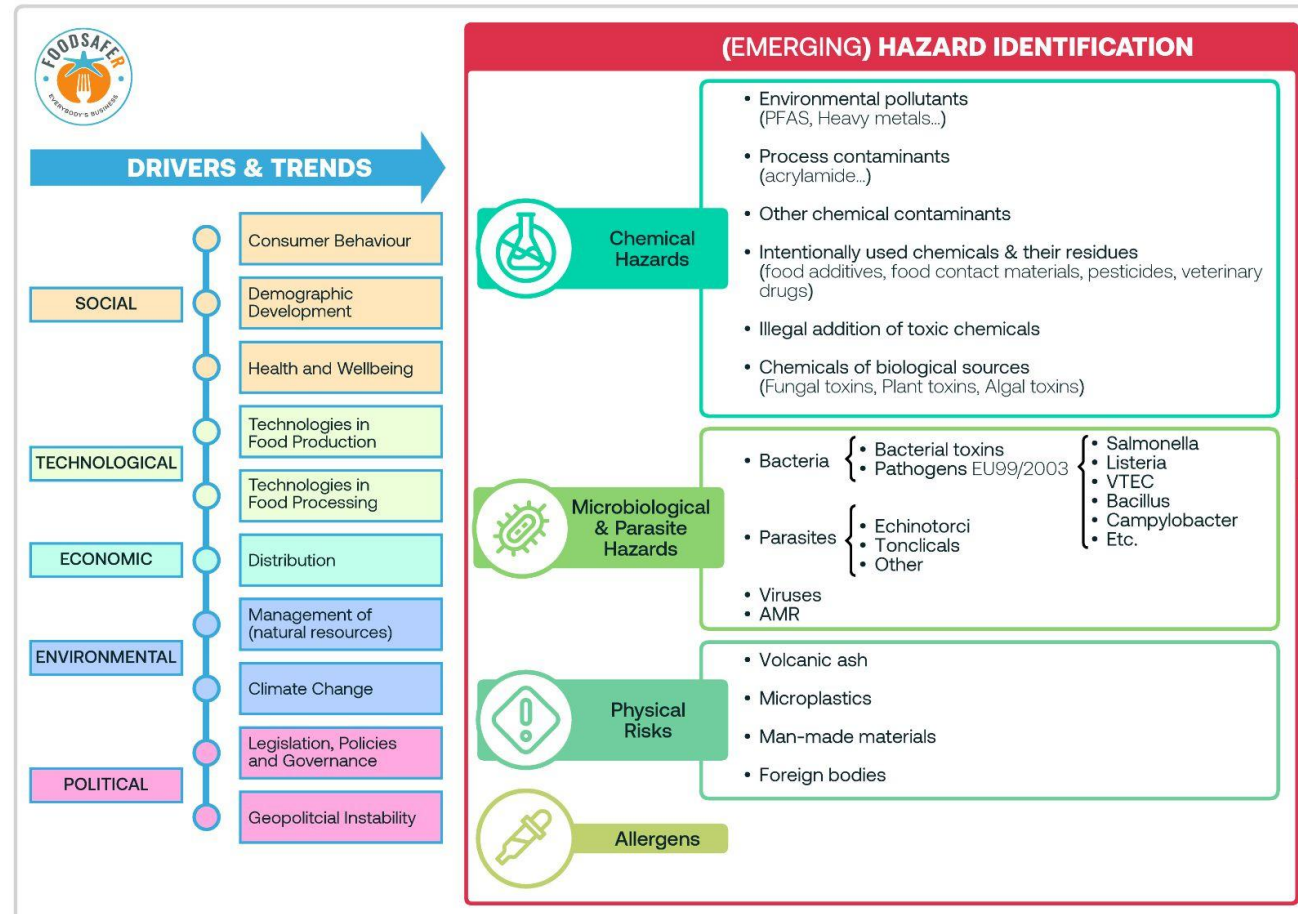 FOODSAFER
EVERYBODY'S BUSINESS
DRIVERS & TRENDS
SOCIAL
Consumer Behaviour
Demographic
Development
Health and Wellbeing
TECHNOLOGICAL
Technologies in
Food Production
Technologies in
Food Processing
ECONOMIC
Distribution
ENVIRONMENTAL
Management of
(natural resources)
Climate Change
POLITICAL
Legislation, Policies
and Governance
Geopolitcial Instability
(EMERGING) HAZARD IDENTIFICATION
Chemical
Hazards
• Environmental pollutants
(PFAS, Heavy metals...)
• Process contaminants
(acrylamide...)
• Other chemical contaminants
• Intentionally used chemicals & their residues
(food additives, food contact materials, pesticides, veterinary
drugs)
• Illegal addition of toxic chemicals
• Chemicals of biological sources
(Fungal toxins, Plant toxins, Algal toxins)
Microbiological
& Parasite
Hazards
• Bacteria
• Bacterial toxins
• Pathogens EU99/2003
• Salmonella
• Listeria
• VTEC
• Bacillus
• Campylobacter
• Etc.
• Parasites
• Echinotorci
• Tonclicals
• Other
• Viruses
• AMR
Physical
Risks
• Volcanic ash
• Microplastics
• Man-made materials
• Foreign bodies
Allergens